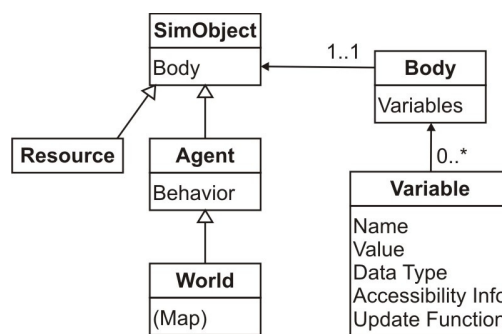 SimObject
Body
1..1
Body
Variables
Resource
Agent
Behavior
0..*
Variable
Name
Value
Data Type
Accessibility Info
Update Function
World
(Map)